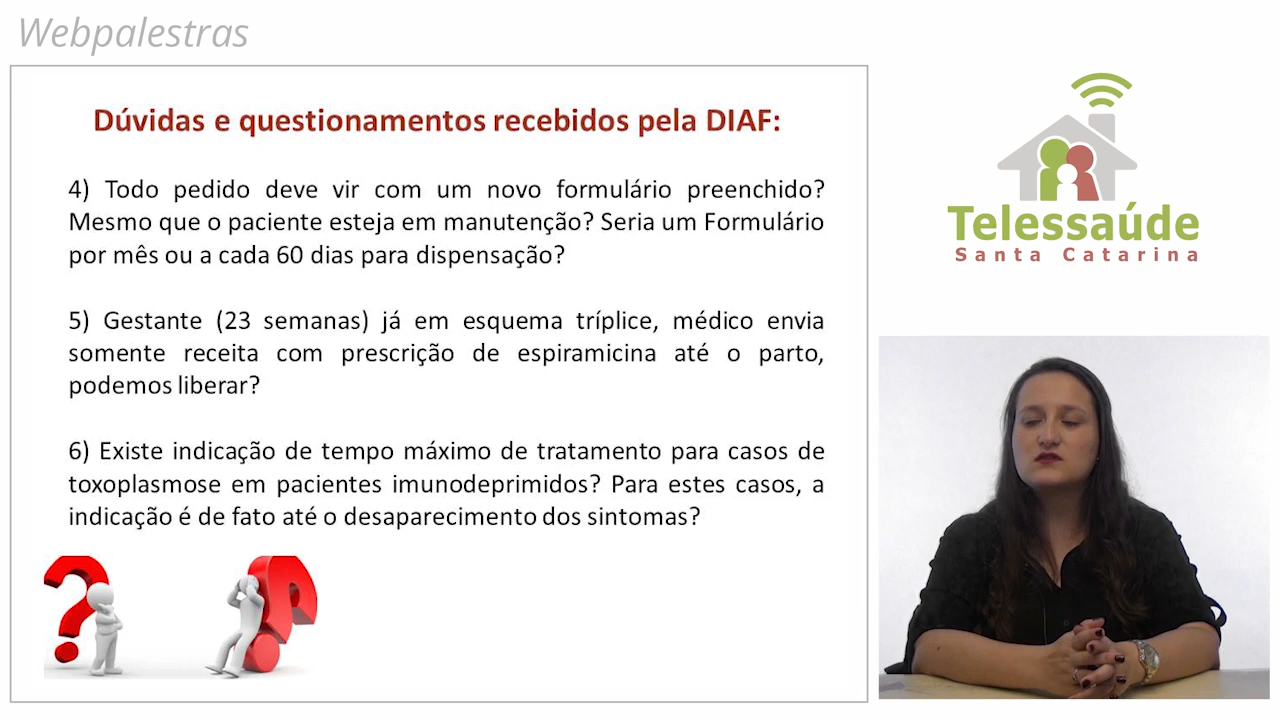 Webpalestras
Dúvidas e questionamentos recebidos pela DIAF:
4) Todo pedido deve vir com um novo formulário preenchido?
Mesmo que o paciente esteja em manutenção? Seria um Formulário
por mês ou a cada 60 dias para dispensação?
5) Gestante (23 semanas) já em esquema tríplice, médico envia
somente receita com prescrição de espiramicina até o parto,
podemos liberar?
6) Existe indicação de tempo máximo de tratamento para casos de
toxoplasmose em pacientes imunodeprimidos? Para estes casos, a
indicação é de fato até o desaparecimento dos sintomas?
Telessaúde
Santa Catarina